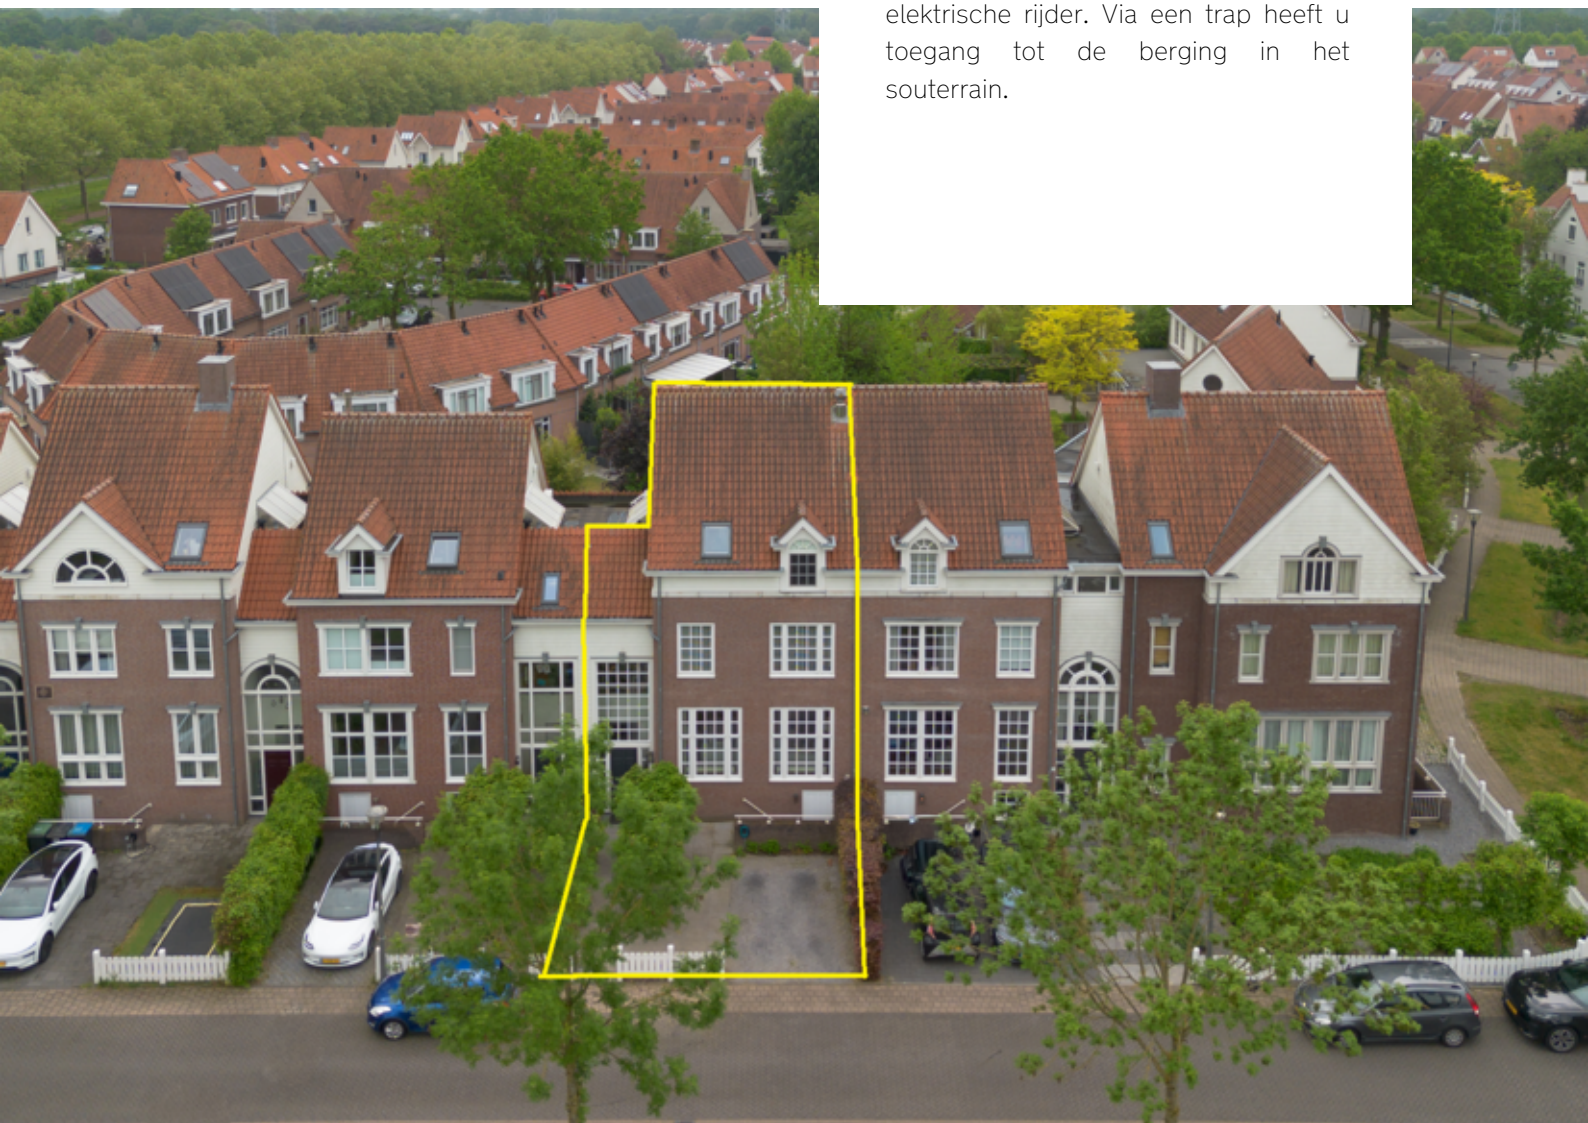 elektrische rijder. Via een trap heeft u
toegang tot de berging in het
souterrain.